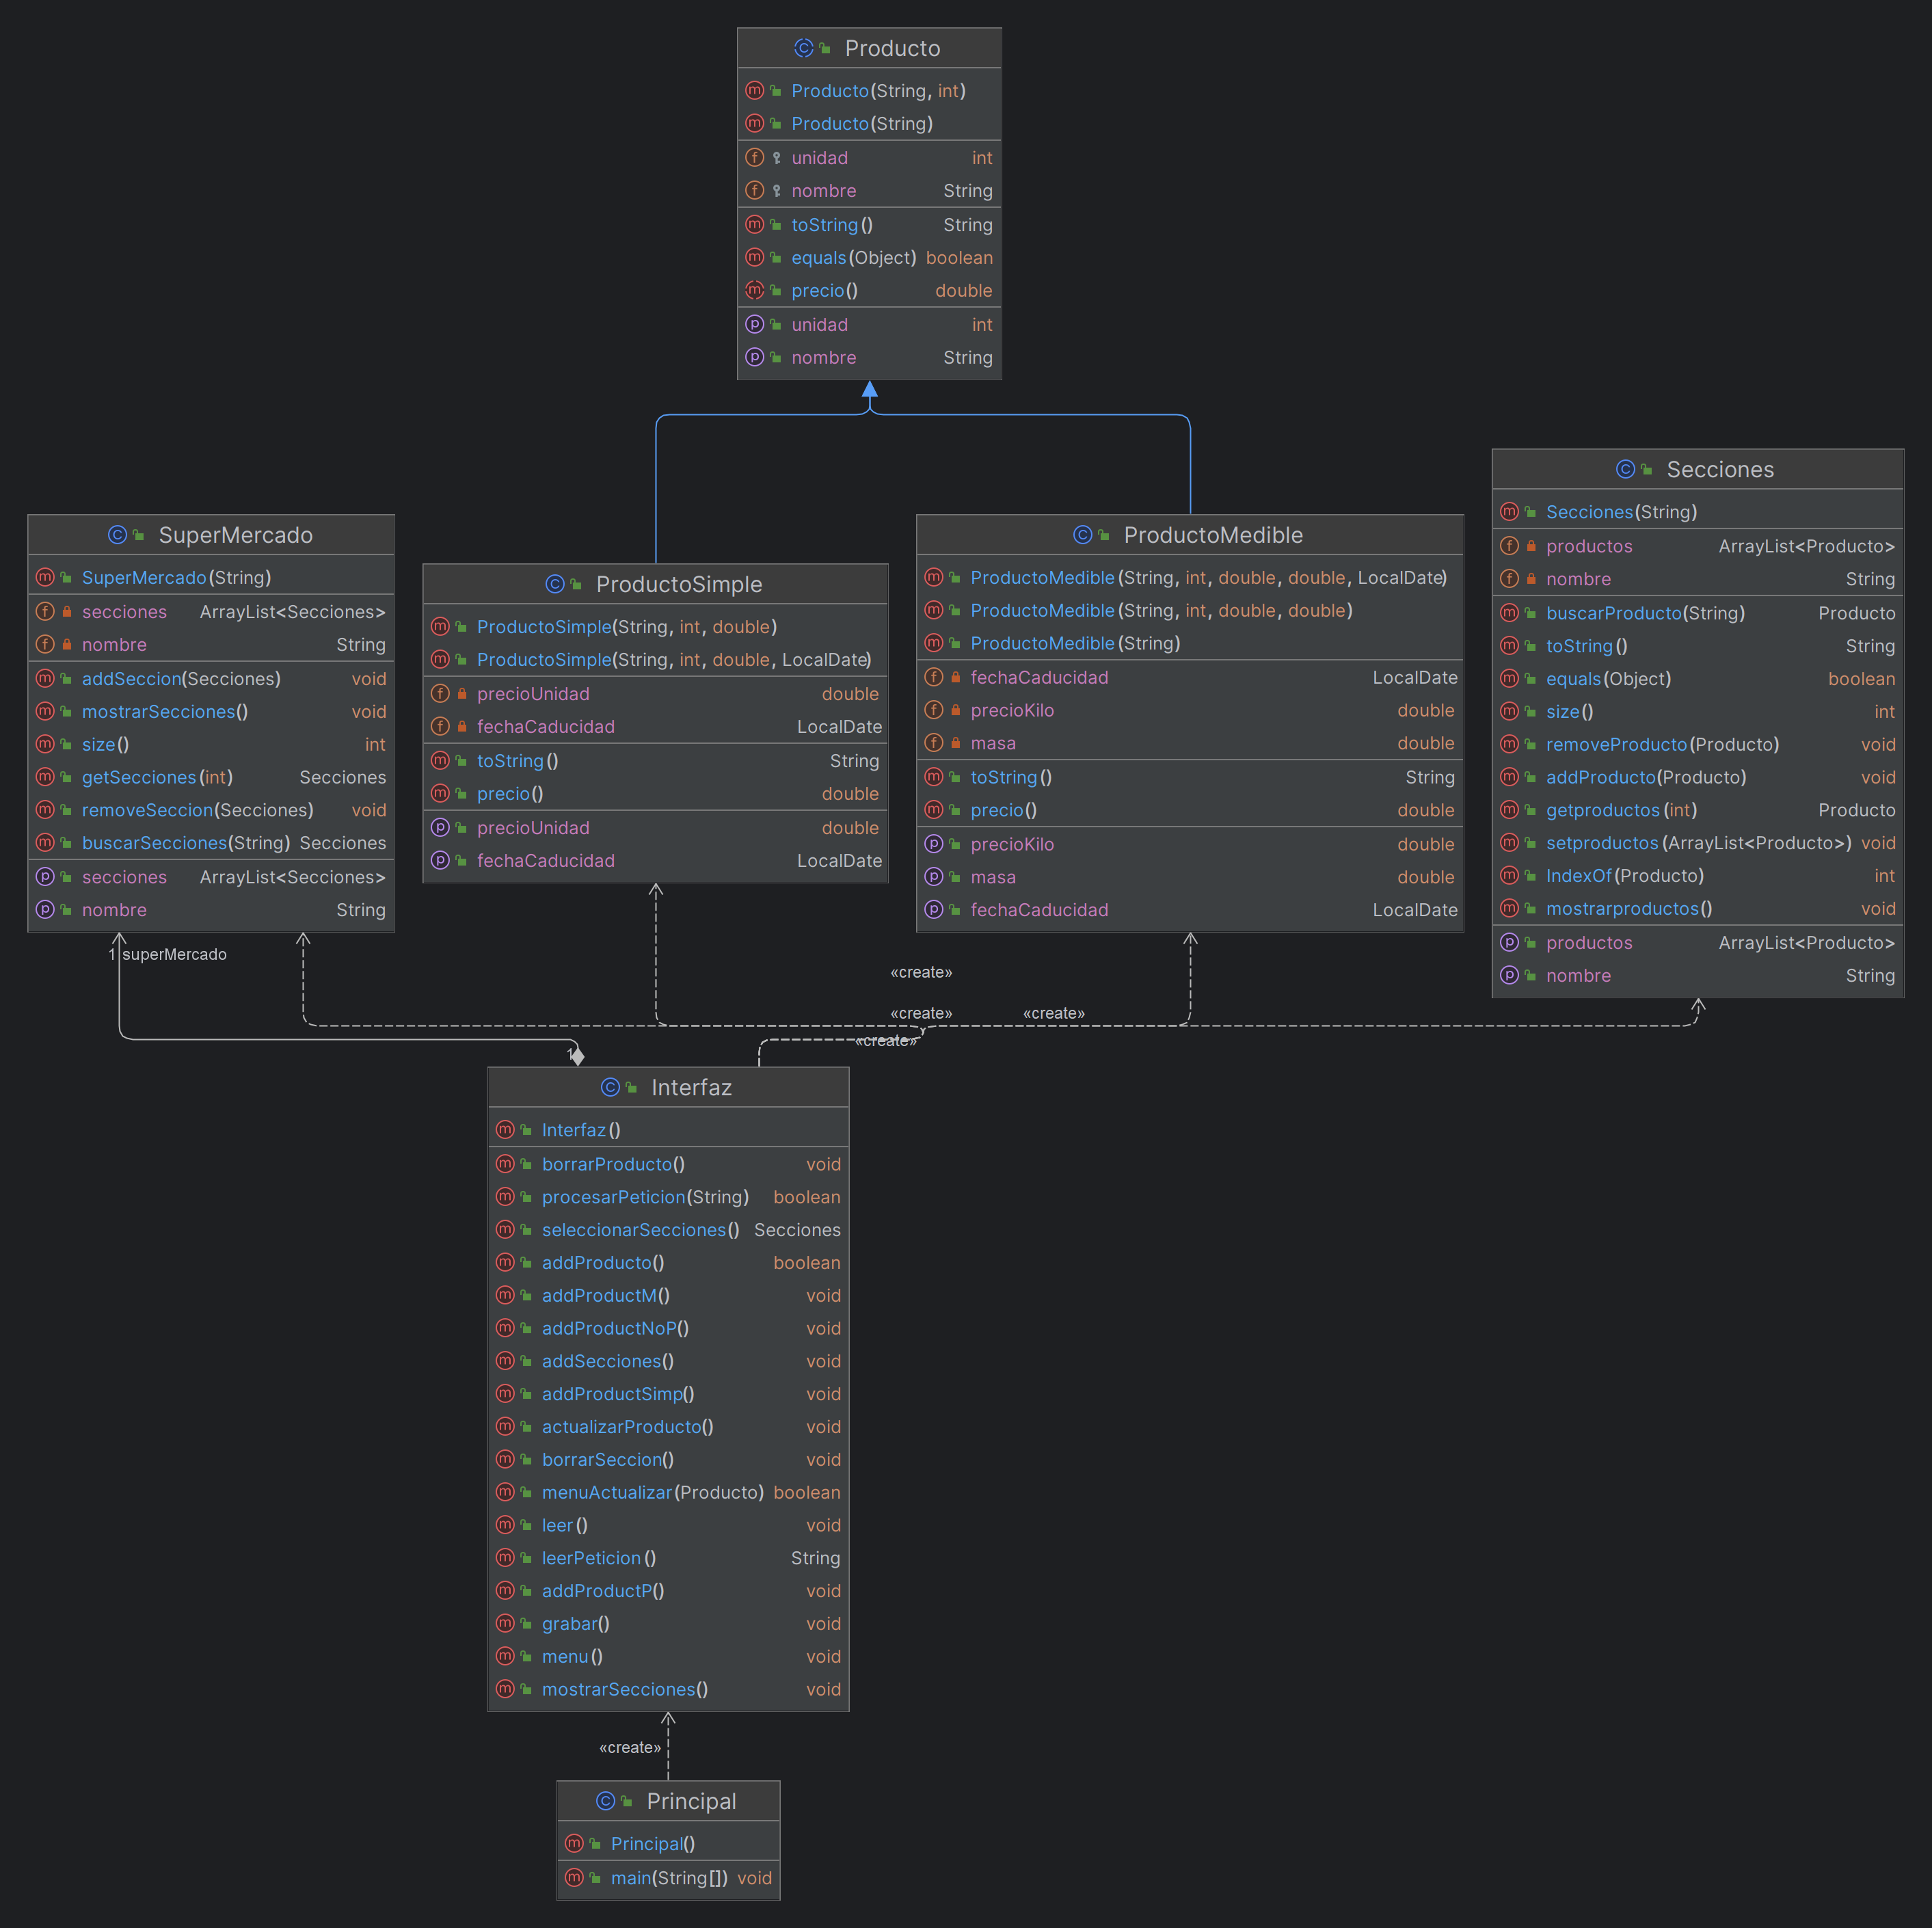 Producto
Producto(String, int)
Producto(String)
unidad int
nombre String
toString() String
equals(Object) boolean
precio() double
unidad int
nombre String
SuperMercado
SuperMercado(String)
secciones ArrayList<Secciones>
nombre String
addSeccion(Secciones) void
mostrarSecciones() void
size() int
getSecciones(int) Secciones
removeSeccion(Secciones) void
buscarSecciones(String) Secciones
secciones ArrayList<Secciones>
nombre String
ProductoSimple
ProductoSimple(String, int, double)
ProductoSimple(String, int, double, LocalDate)
precioUnidad double
fechaCaducidad LocalDate
toString() String
precio() double
precioUnidad double
fechaCaducidad LocalDate
ProductoMedible
ProductoMedible(String, int, double, double, LocalDate)
ProductoMedible(String, int, double, double)
ProductoMedible(String)
fechaCaducidad LocalDate
precioKilo double
masa double
toString() String
precio() double
precioKilo double
masa double
fechaCaducidad LocalDate
Secciones
Secciones(String)
productos ArrayList<Producto>
nombre String
buscarProducto(String) Producto
toString() String
equals(Object) boolean
size() int
removeProducto(Producto) void
addProducto(Producto) void
getproductos(int) Producto
setproductos(ArrayList<Producto>) void
IndexOf(Producto) int
mostrarproductos() void
productos ArrayList<Producto>
nombre String
1 superMercado
«create»
«create» «create»
«create»
1
Interfaz
Interfaz()
borrarProducto() void
procesarPeticion(String) boolean
seleccionarSecciones() Secciones
addProducto() boolean
addProductM() void
addProductNoP() void
addSecciones() void
addProductSimp() void
actualizarProducto() void
borrarSeccion() void
menuActualizar(Producto) boolean
leer() void
leerPeticion() String
addProductP() void
grabar() void
menu() void
mostrarSecciones() void
«create»
Principal
Principal()
main(String[]) void